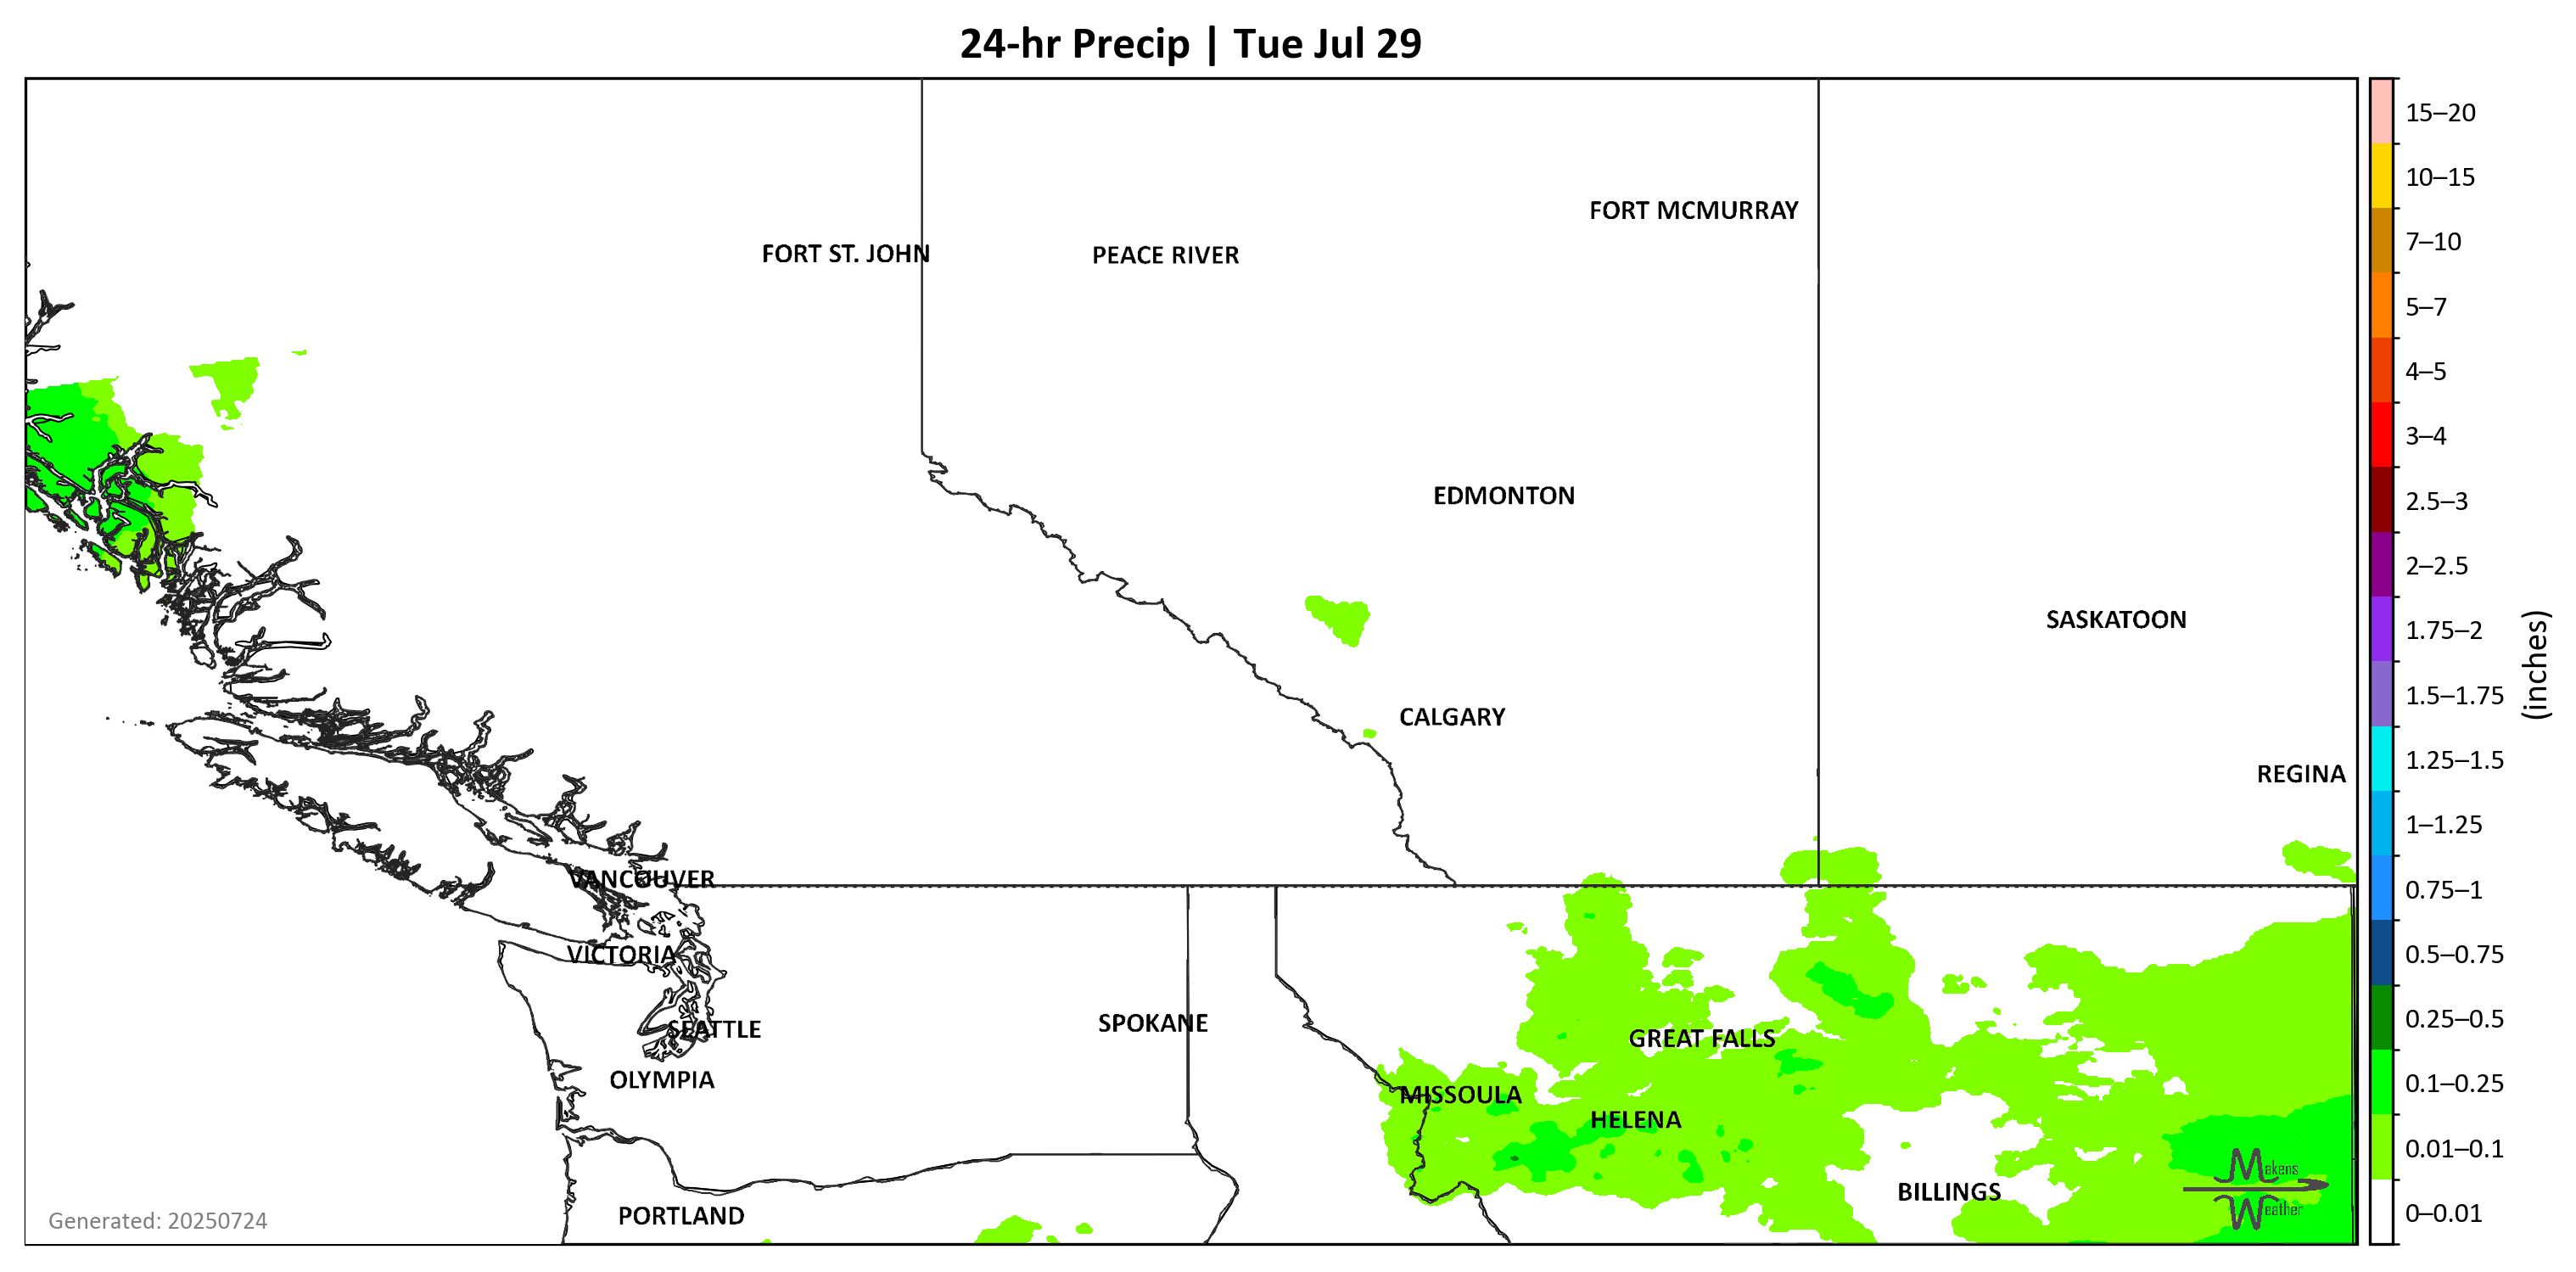 24-hr Precip | Tue Jul 29
FORT MCMURRAY
FORT ST. JOHN
PEACE RIVER
EDMONTON
SASKATOON
CALGARY
REGINA
VANCOUVER
VICTORIA
SPOKANE
SEATTLE
GREAT FALLS
OLYMPIA
MISSOULA
HELENA
BILLINGS
PORTLAND
Makens
Weather
Generated: 20250724
15–20
10–15
7–10
5–7
4–5
3–4
2.5–3
2–2.5
1.75–2
1.5–1.75
1.25–1.5
1–1.25
0.75–1
0.5–0.75
0.25–0.5
0.1–0.25
0.01–0.1
0–0.01
(inches)